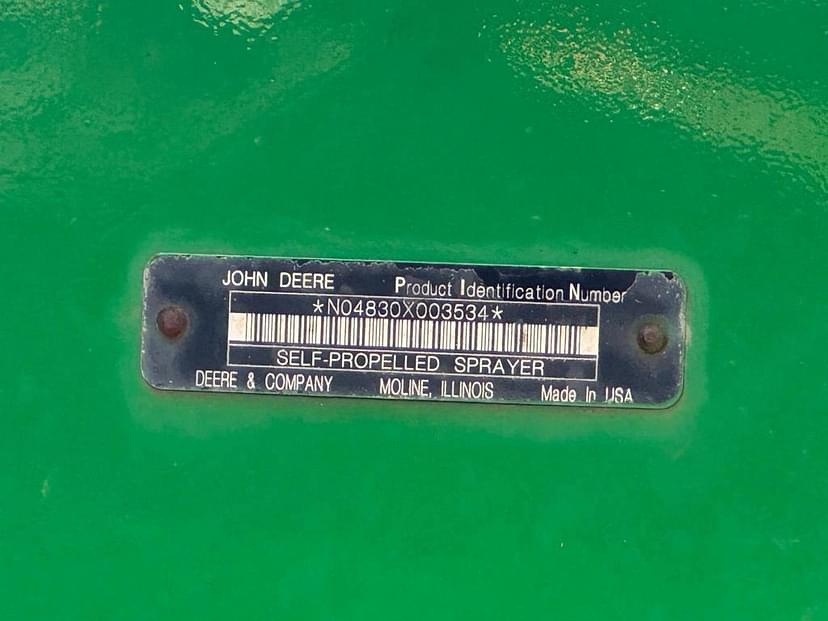 JOHN DEERE Product Identification Number
*N04830X003534*
SELF-PROPELLED SPRAYER
DEERE & COMPANY MOLINE, ILLINOIS Made In USA